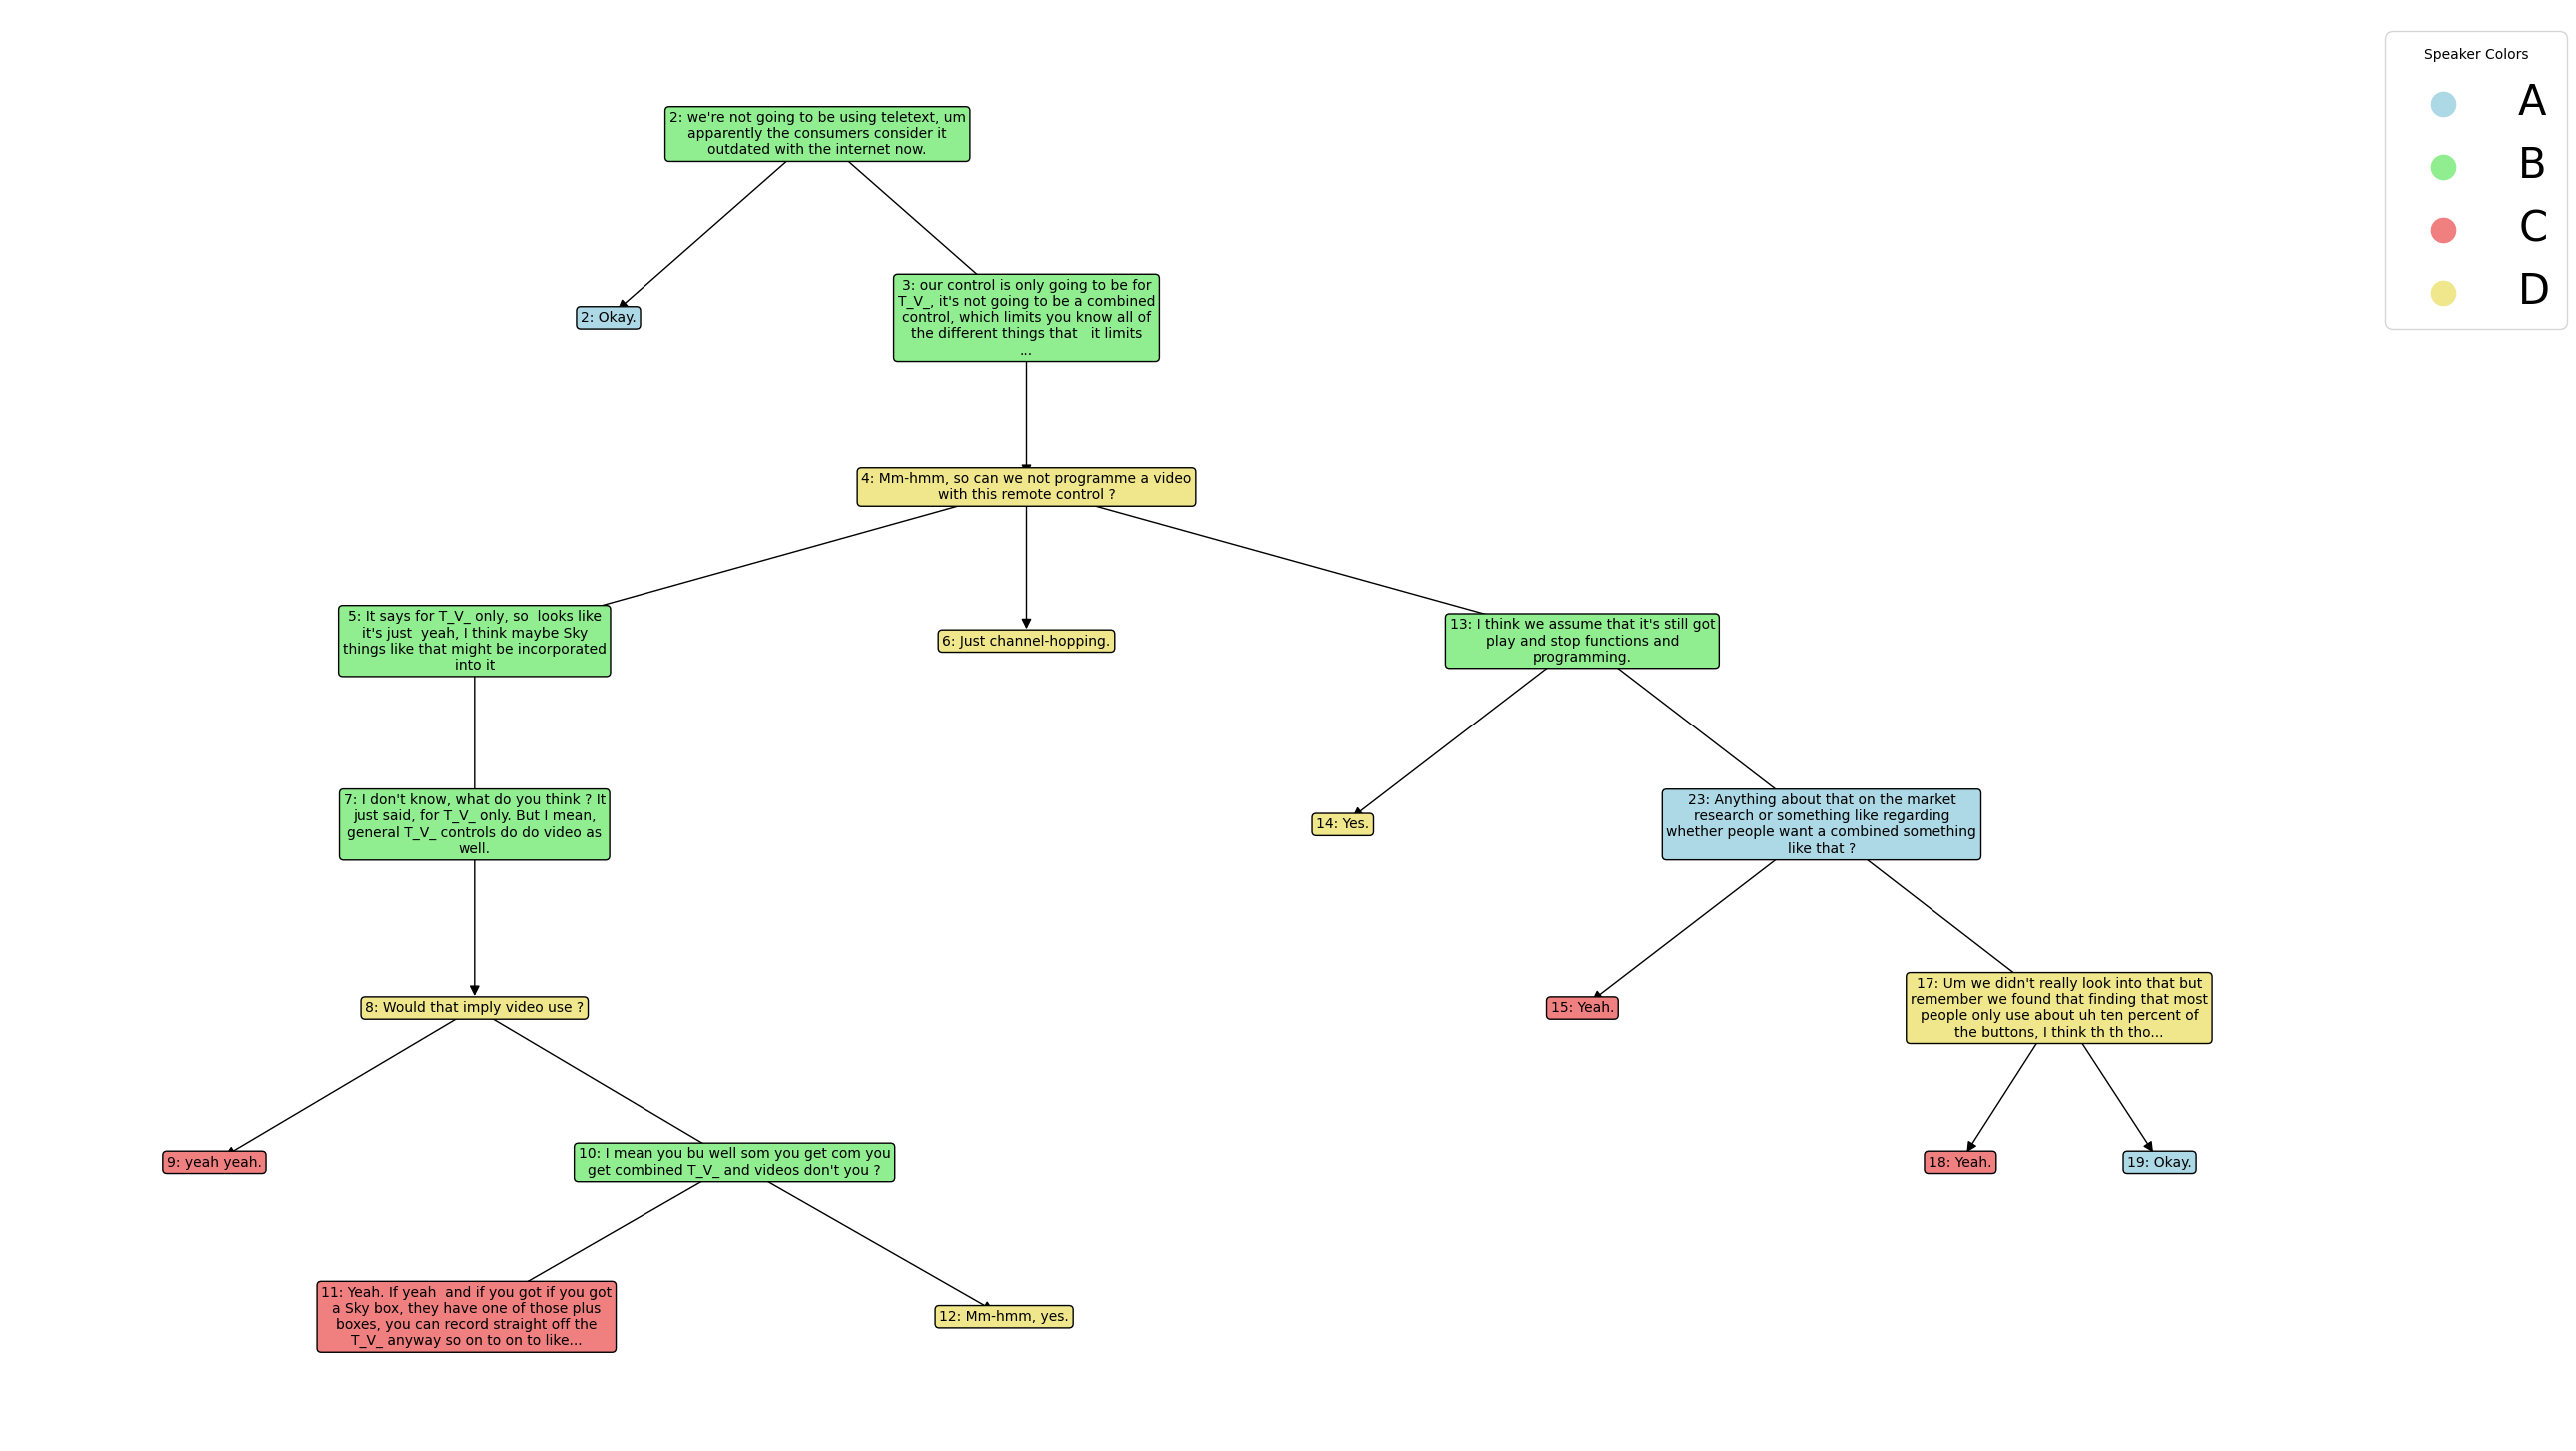 Speaker Colors
A
B
C
D
2: we're not going to be using teletext, um
apparently the consumers consider it
outdated with the internet now.
2: Okay.
3: our control is only going to be for
T_V_, it's not going to be a combined
control, which limits you know all of
the different things that   it limits
...
4: Mm-hmm, so can we not programme a video
with this remote control ?
5: It says for T_V_ only, so  looks like
it's just  yeah, I think maybe Sky
things like that might be incorporated
into it
6: Just channel-hopping.
13: I think we assume that it's still got
play and stop functions and
programming.
7: I don't know, what do you think ? It
just said, for T_V_ only. But I mean,
general T_V_ controls do do video as
well.
14: Yes.
23: Anything about that on the market
research or something like regarding
whether people want a combined something
like that ?
8: Would that imply video use ?
15: Yeah.
17: Um we didn't really look into that but
remember we found that finding that most
people only use about uh ten percent of
the buttons, I think th th tho...
9: yeah yeah.
10: I mean you bu well som you get com you
get combined T_V_ and videos don't you ?
18: Yeah.
19: Okay.
11: Yeah. If yeah  and if you got if you got
a Sky box, they have one of those plus
boxes, you can record straight off the
T_V_ anyway so on to on to like...
12: Mm-hmm, yes.